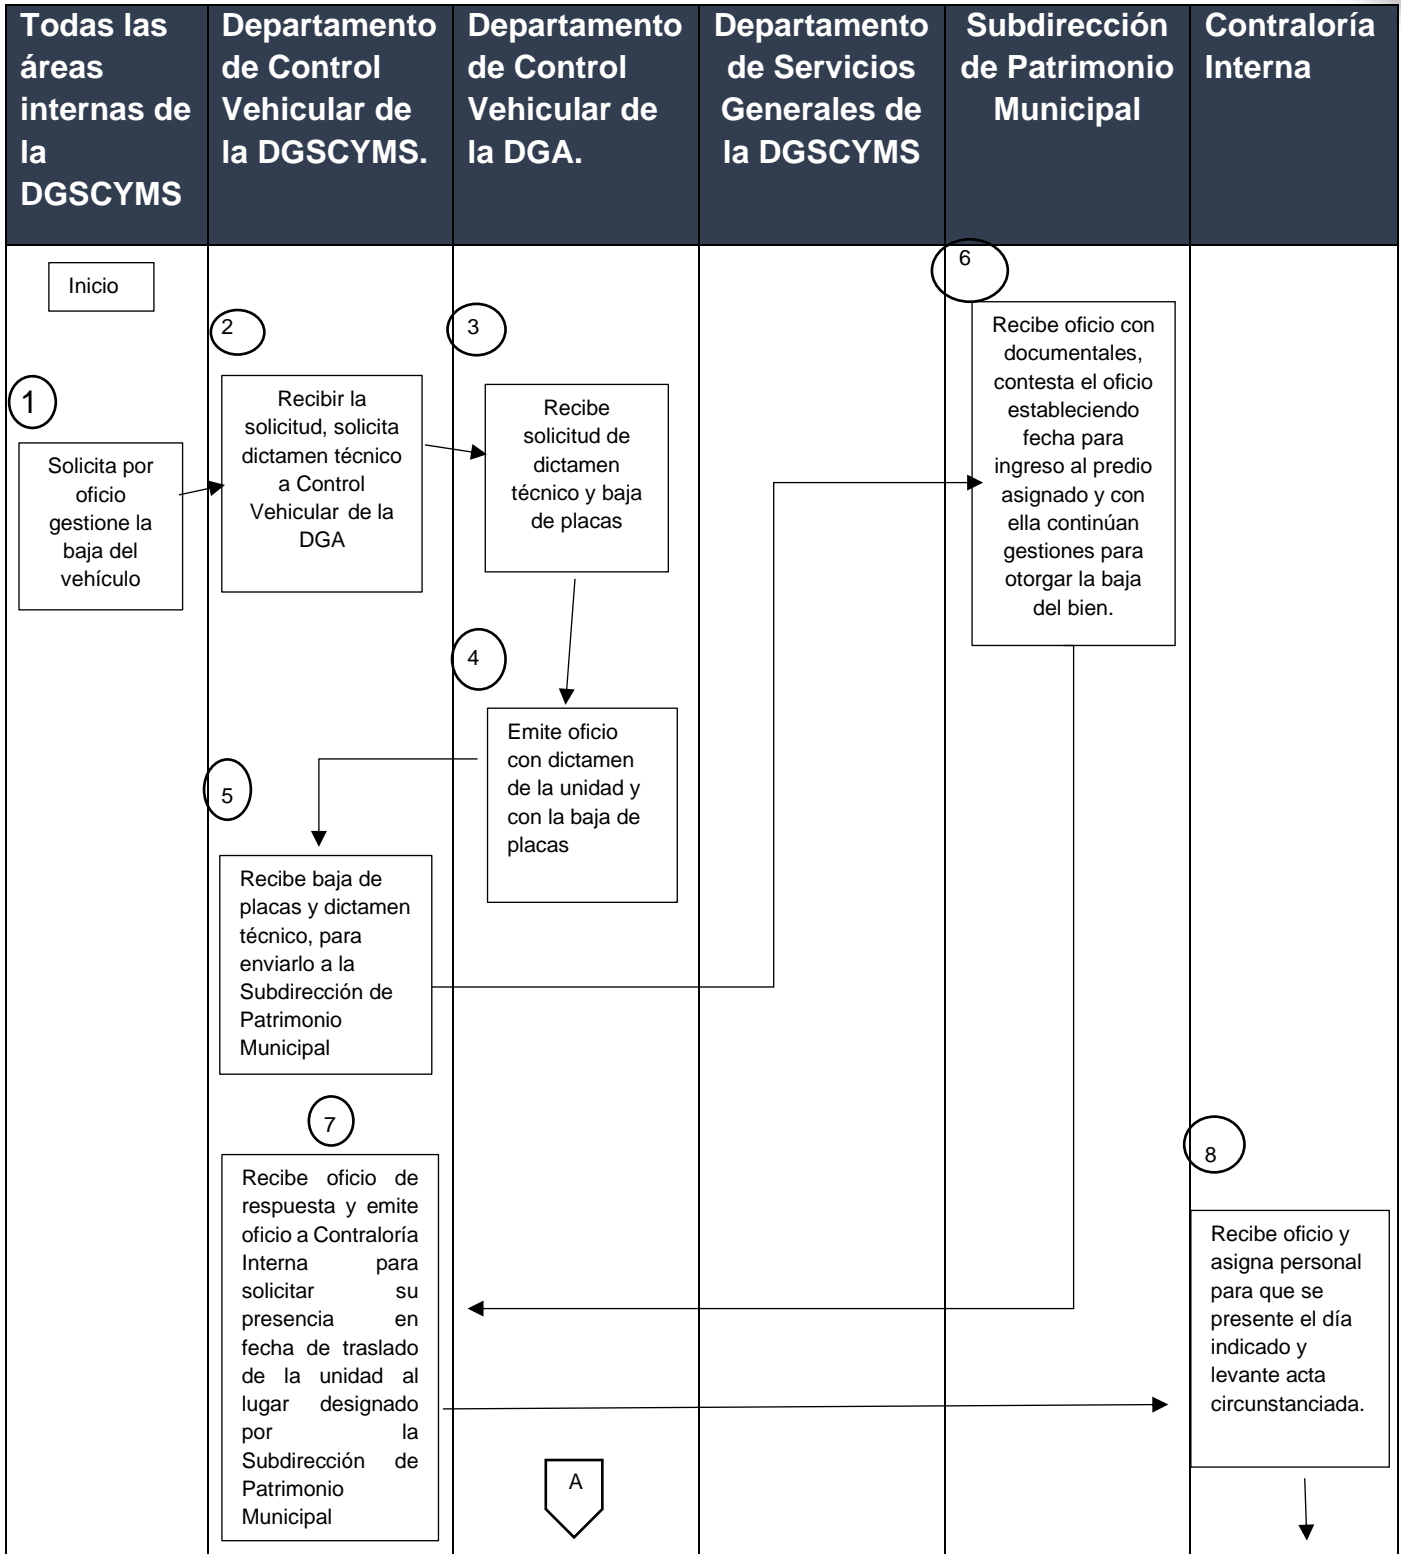 Todas las
áreas
internas de
la
DGSCYMS
Departamento
de Control
Vehicular de
la DGSCYMS.
Departamento
de Control
Vehicular de
la DGA.
Departamento
de Servicios
Generales de
la DGSCYMS
Subdirección
de Patrimonio
Municipal
Contraloría
Interna
Inicio
1
Solicita por
oficio
gestione la
baja del
vehículo
2
Recibir la
solicitud, solicita
dictamen técnico
a Control
Vehicular de la
DGA
3
Recibe
solicitud de
dictamen
técnico y baja
de placas
4
Emite oficio
con dictamen
de la unidad y
con la baja de
placas
5
Recibe baja de
placas y dictamen
técnico, para
enviarlo a la
Subdirección de
Patrimonio
Municipal
6
Recibe oficio con
documentales,
contesta el oficio
estableciendo
fecha para
ingreso al predio
asignado y con
ella continúan
gestiones para
otorgar la baja
del bien.
7
Recibe oficio de
respuesta y emite
oficio a Contraloría
Interna para
solicitar su
presencia en
fecha de traslado
de la unidad al
lugar designado
por la
Subdirección de
Patrimonio
Municipal
8
Recibe oficio y
asigna personal
para que se
presente el día
indicado y
levante acta
circunstanciada.
A